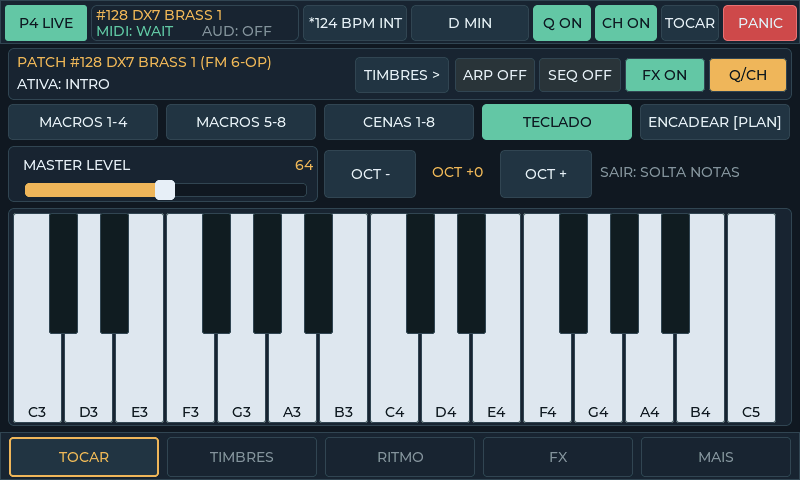 P4 LIVE
#128 DX7 BRASS 1
MIDI: WAIT AUD: OFF
*124 BPM INT
D MIN
Q ON
CH ON
TOCAR
PANIC
PATCH #128 DX7 BRASS 1 (FM 6-OP)
ATIVA: INTRO
TIMBRES >
ARP OFF
SEQ OFF
FX ON
Q/CH
MACROS 1-4
MACROS 5-8
CENAS 1-8
TECLADO
ENCADEAR [PLAN]
MASTER LEVEL 64
OCT -
OCT +0
OCT +
SAIR: SOLTA NOTAS
C3 D3 E3 F3 G3 A3 B3 C4 D4 E4 F4 G4 A4 B4 C5
TOCAR
TIMBRES
RITMO
FX
MAIS